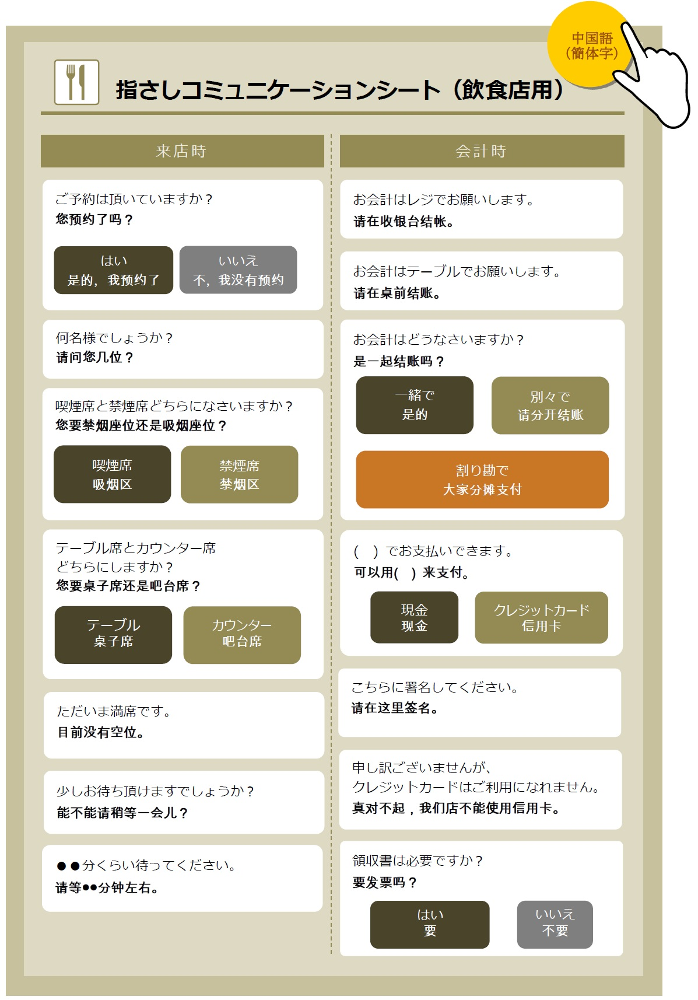 中国語
（簡体字）
指さしコミュニケーションシート（飲食店用）
来店時
ご予約は頂いていますか？
您预约了吗？
はい
是的，我预约了
いいえ
不，我没有预约
何名様でしょうか？
请问您几位？
喫煙席と禁煙席どちらになさいますか？
您要禁烟座位还是吸烟座位？
喫煙席
吸烟区
禁煙席
禁烟区
テーブル席とカウンター席
どちらにしますか？
您要桌子席还是吧台席？
テーブル
桌子席
カウンター
吧台席
ただいま満席です。
目前没有空位。
少しお待ち頂けますでしょうか？
能不能请稍等一会儿？
●●分くらい待ってください。
请等●●分钟左右。
会計時
お会計はレジでお願いします。
请在收银台结帐。
お会計はテーブルでお願いします。
请在桌前结账。
お会計はどうなさいますか？
是一起结账吗？
一緒で
是的
別々で
请分开结账
割り勘で
大家分摊支付
(　) でお支払いできます。
可以用(　) 来支付。
現金
现金
クレジットカード
信用卡
こちらに署名してください。
请在这里签名。
申し訳ございませんが、
クレジットカードはご利用になれません。
真对不起，我们店不能使用信用卡。
領収書は必要ですか？
要发票吗？
はい
要
いいえ
不要